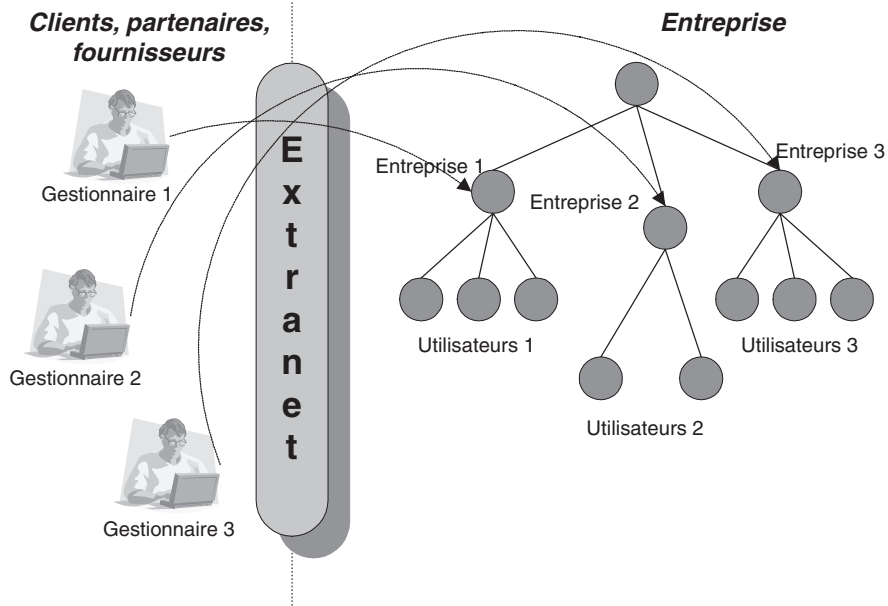 Clients, partenaires,
fournisseurs
Entreprise
Extranet
Gestionnaire 1
Gestionnaire 2
Gestionnaire 3
Entreprise 1
Entreprise 2
Entreprise 3
Utilisateurs 1
Utilisateurs 2
Utilisateurs 3